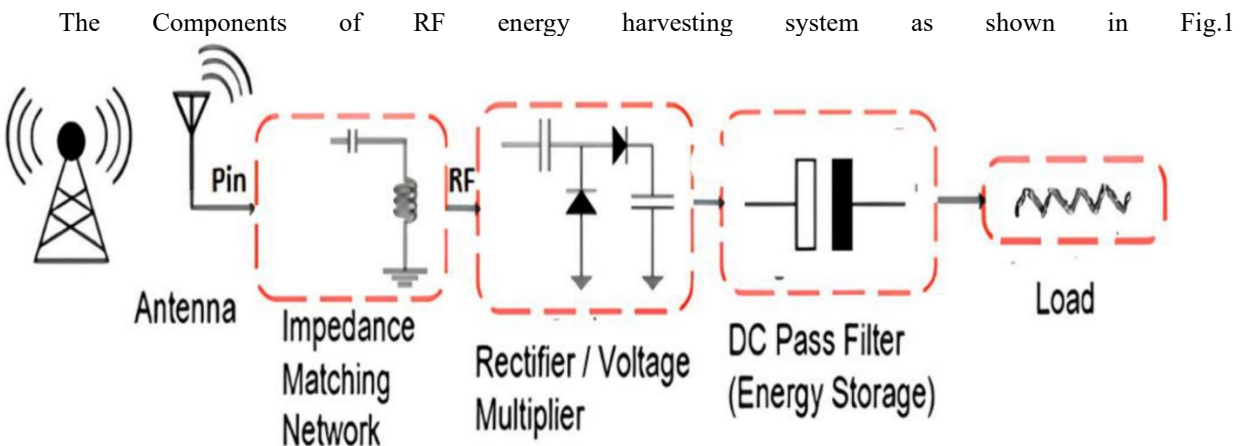 The Components of RF energy harvesting system as shown in Fig.1
Pin
RF
Antenna
Impedance
Matching
Network
Rectifier / Voltage
Multiplier
DC Pass Filter
(Energy Storage)
Load